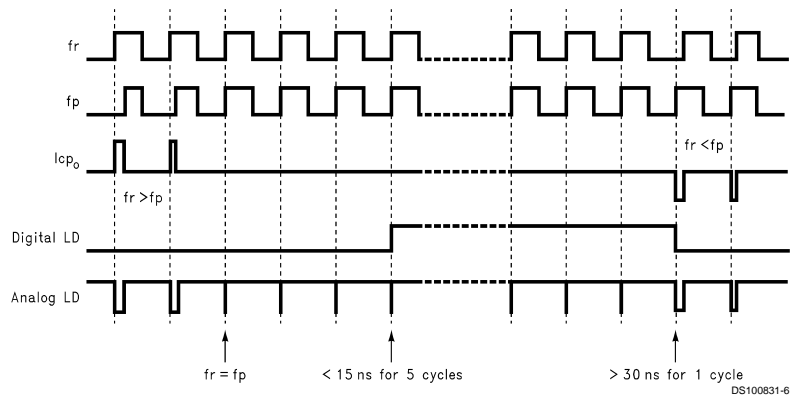 fr
fp
Icpo
fr >fp
fr <fp
Digital LD
Analog LD
fr = fp
< 15 ns for 5 cycles
> 30 ns for 1 cycle
DS100831-6